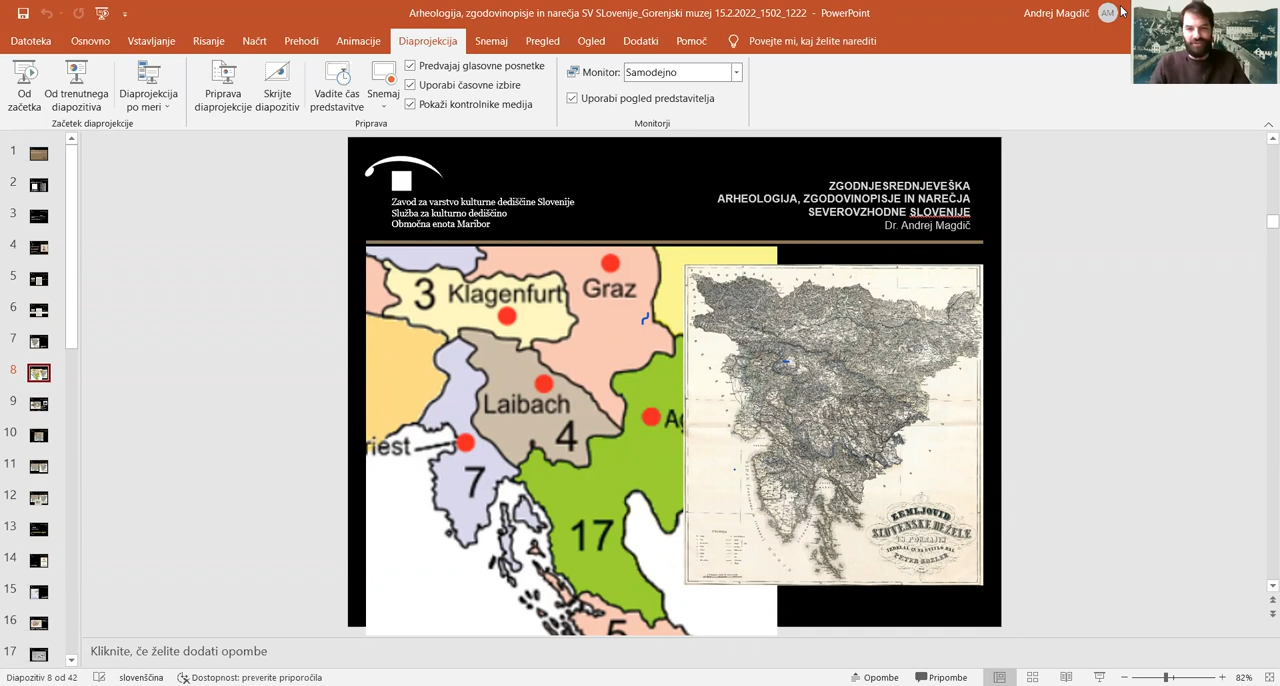 Arheologija, zgodovinopisje in narečja SV SLovenije_Gorenjski muzej 15.2.2022_1502_1222 - PowerPoint
Andrej Magdič
AM
Datoteka Osnovno Vstavljanje Risanje Načrt Prehodi Animacije Diaprojekcija Snemaj Pregled Ogled Dodatki Pomoč Povejte mi, kaj želite narediti
Od začetka
Od trenutnega diapozitiva
Diaprojekcija po meri
Začetek diaprojekcije
Priprava diaprojekcije
Skrijte diapozitiv
Vadite čas predstavitve
Snemaj
Predvajaj glasovne posnetke
Uporabi časovne izbire
Pokaži kontrolnike medija
Priprava
Monitor: Samodejno
Uporabi pogled predstavitelja
Monitorji
1
2
3
4
5
6
7
8
9
10
11
12
13
14
15
16
17
Zavod za varstvo kulturne dediščine Slovenije
Služba za kulturno dediščino
Območna enota Maribor
ZGODNJESREDNJEVEŠKA
ARHEOLOGIJA, ZGODOVINOPISJE IN NAREČJA
SEVEROVZHODNE SLOVENIJE
Dr. Andrej Magdič
3 Klagenfurt
Graz
Laibach
4
riest
7
17
5
ZEMLJOVID
SLOVENSKE DEŽELE
IN POKRAJIN
PETER KOZLER
Kliknite, če želite dodati opombe
Diapozitiv 8 od 42 slovenščina Dostopnost: preverite priporočila Opombe Pripombe 82%